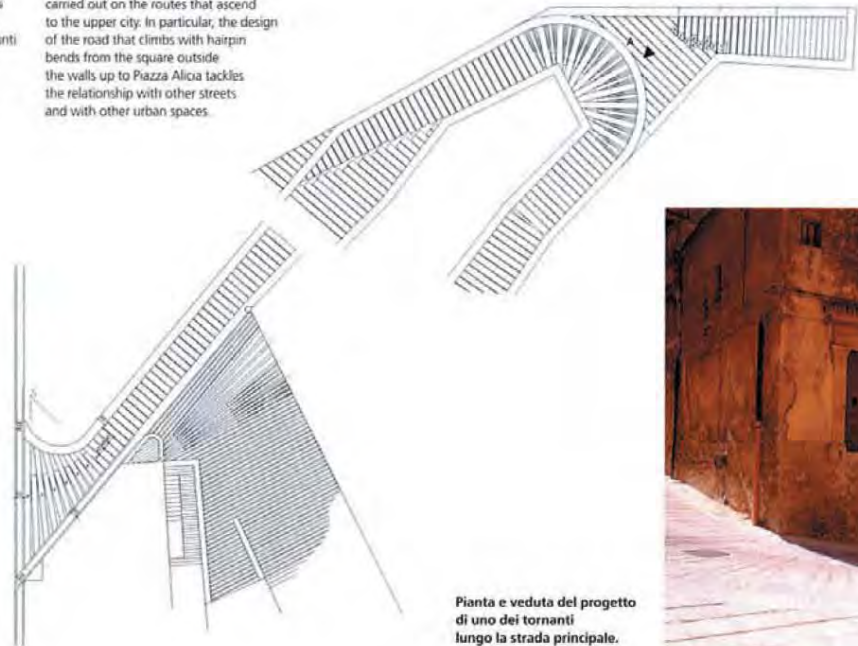 carried out on the routes that ascend
to the upper city. In particular, the design
of the road that climbs with hairpin
bends from the square outside
the walls up to Piazza Alicia tackles
the relationship with other streets
and with other urban spaces.
A
Pianta e veduta del progetto
di uno dei tornanti
lungo la strada principale.